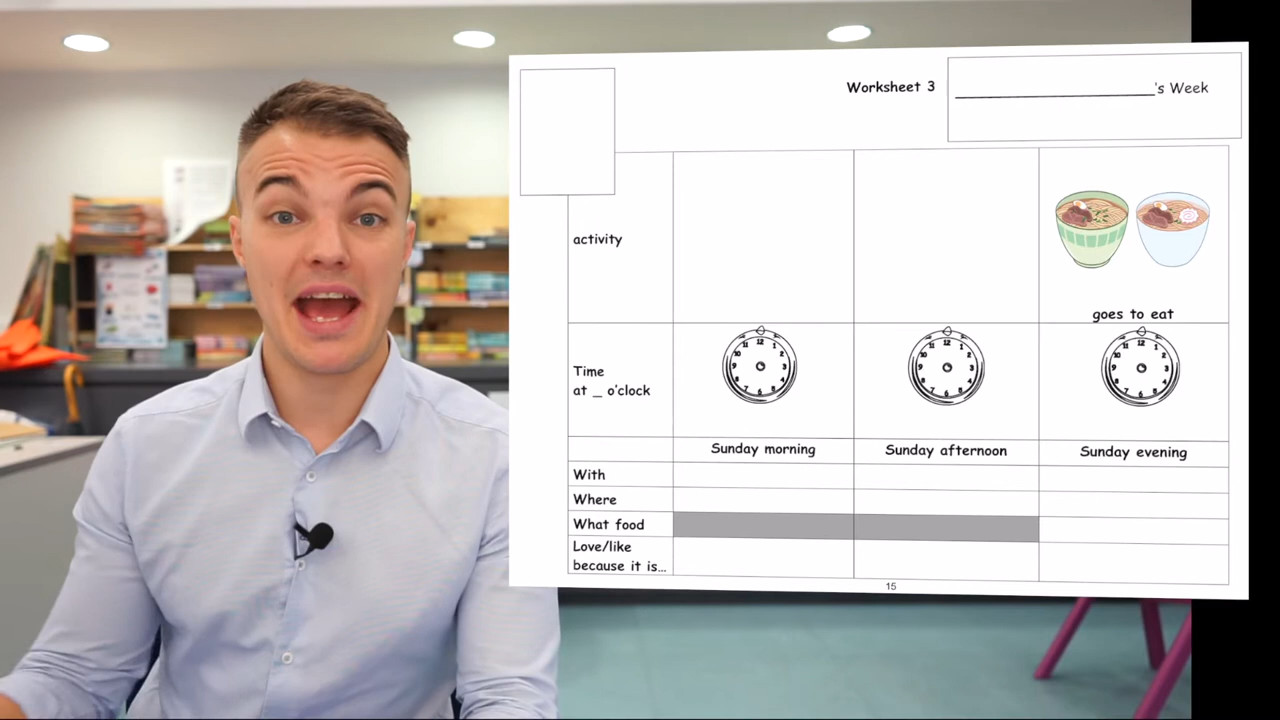 Worksheet 3
____________________'s Week
activity
goes to eat
Time
at _ o'clock
Sunday morning
Sunday afternoon
Sunday evening
With
Where
What food
Love/like
because it is…
15